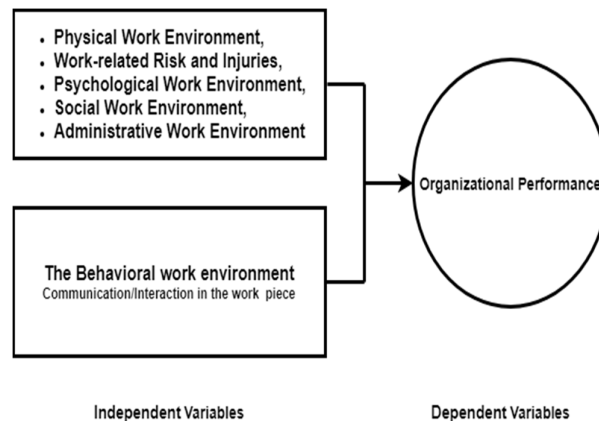 • Physical Work Environment,
• Work-related Risk and Injuries,
• Psychological Work Environment,
• Social Work Environment,
• Administrative Work Environment
Organizational Performance
The Behavioral work environment
Communication/Interaction in the work piece
Independent Variables
Dependent Variables